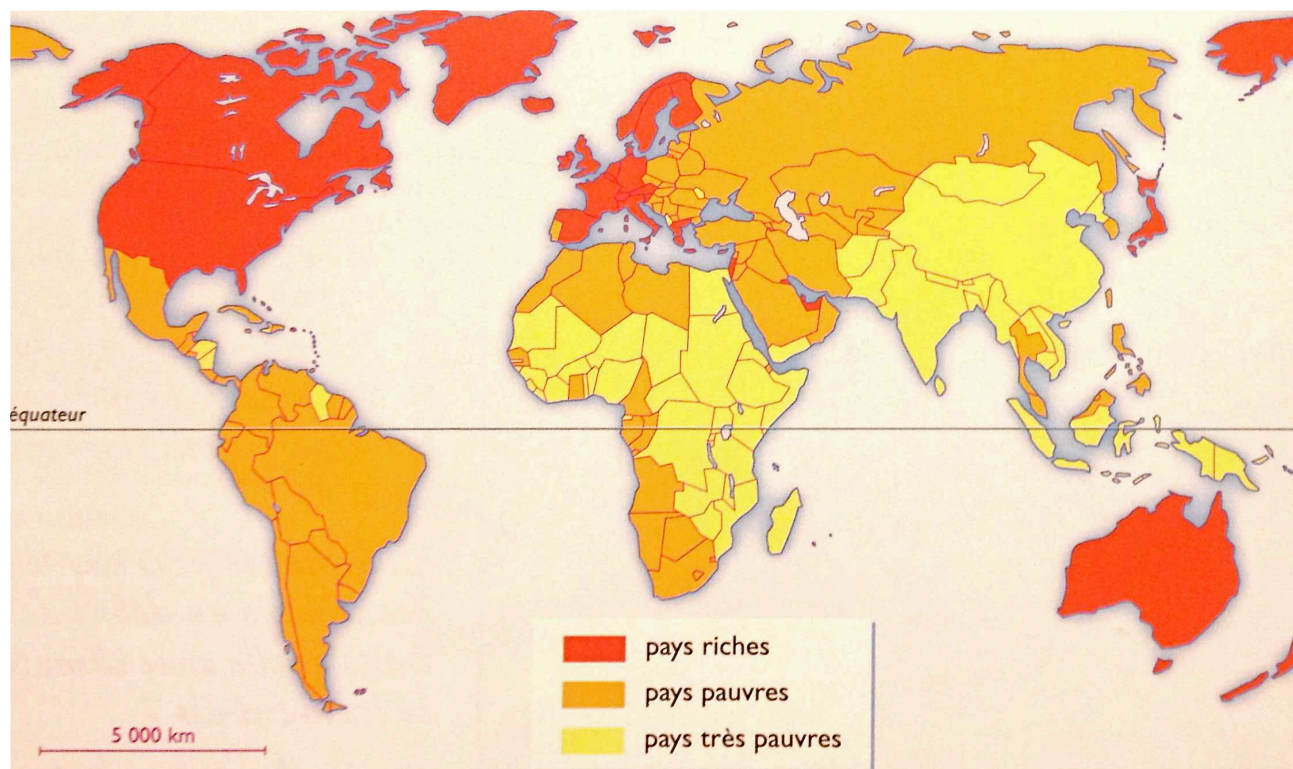 équateur
pays riches
pays pauvres
pays très pauvres
5 000 km